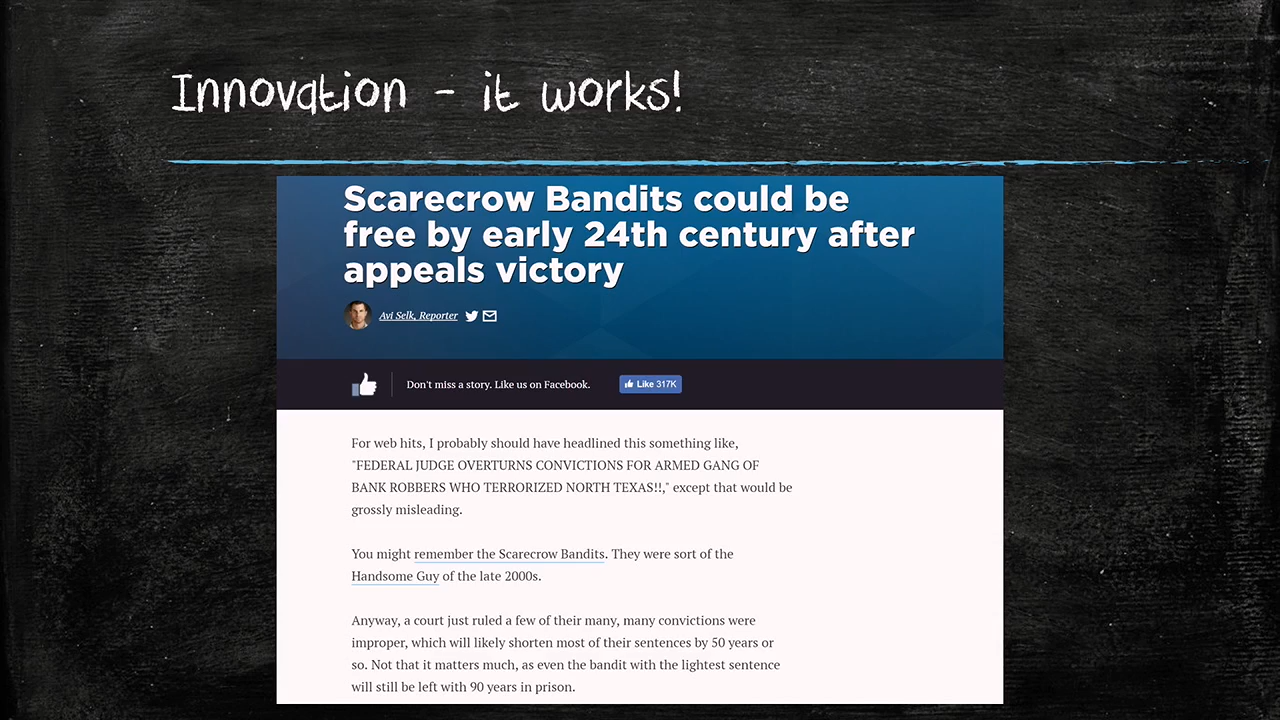 Innovation - it works!
Scarecrow Bandits could be
free by early 24th century after
appeals victory
Avi Selk, Reporter
Don't miss a story. Like us on Facebook.
Like 317K
For web hits, I probably should have headlined this something like,
"FEDERAL JUDGE OVERTURNS CONVICTIONS FOR ARMED GANG OF
BANK ROBBERS WHO TERRORIZED NORTH TEXAS!!," except that would be
grossly misleading.
You might remember the Scarecrow Bandits. They were sort of the
Handsome Guy of the late 2000s.
Anyway, a court just ruled a few of their many, many convictions were
improper, which will likely shorten most of their sentences by 50 years or
so. Not that it matters much, as even the bandit with the lightest sentence
will still be left with 90 years in prison.